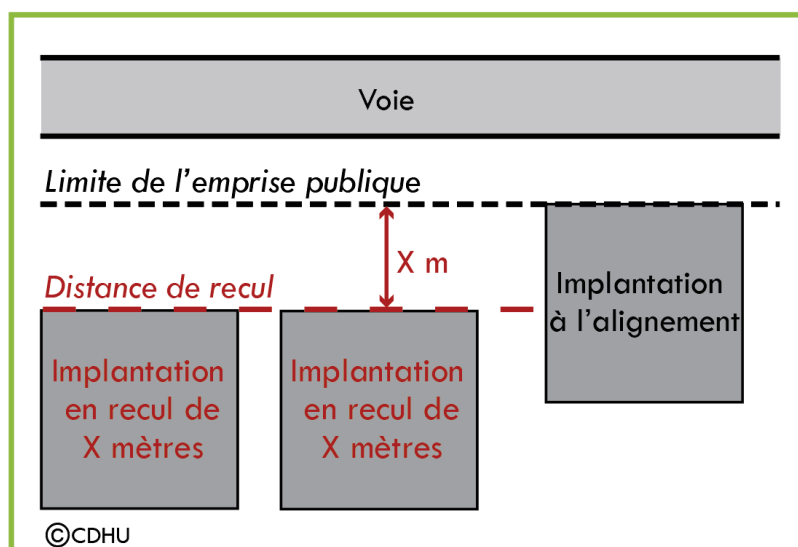 Voie
Limite de l'emprise publique
X m
Distance de recul
Implantation
à l'alignement
Implantation
en recul de
X mètres
Implantation
en recul de
X mètres
©CDHU